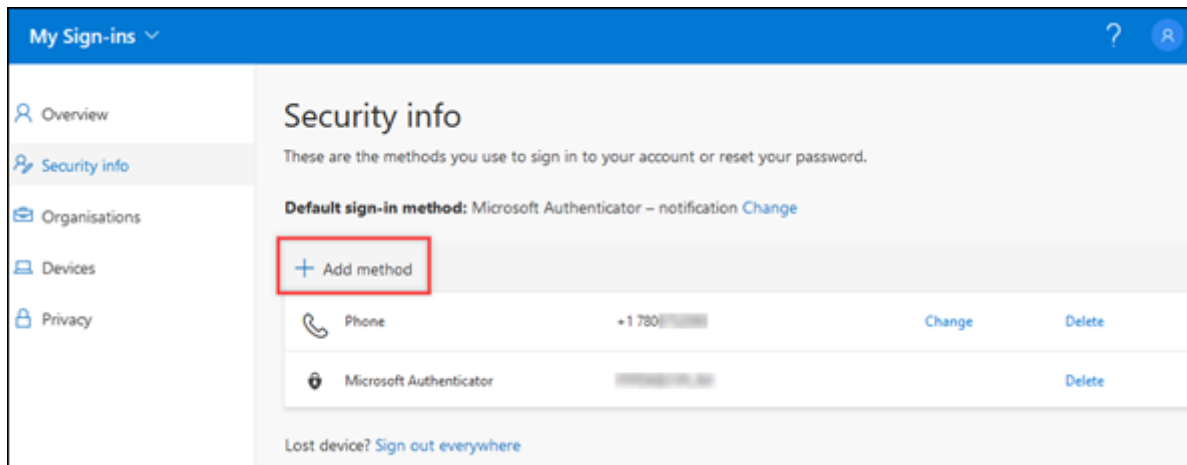 My Sign-ins
?
Overview
Security info
Organisations
Devices
Privacy
Security info
These are the methods you use to sign in to your account or reset your password.
Default sign-in method: Microsoft Authenticator – notification Change
+ Add method
Phone +1 780 Change Delete
Microsoft Authenticator Delete
Lost device? Sign out everywhere